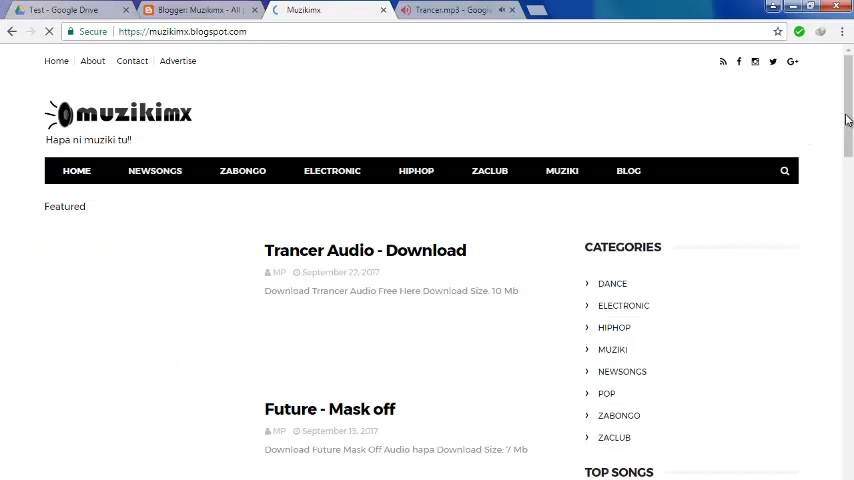 Test - Google Drive
Blogger: Muzikimx - All
Muzikimx
Trancer.mp3 - Google
Secure
https://muzikimx.blogspot.com
Home
About
Contact
Advertise
muzikimx
Hapa ni muziki tu!!
HOME
NEWSONGS
ZABONGO
ELECTRONIC
HIPHOP
ZACLUB
MUZIKI
BLOG
Featured
Trancer Audio - Download
MP
September 22, 2017
Download Trrancer Audio Free Here Download Size: 10 Mb
Future - Mask off
MP
September 15, 2017
Download Future Mask Off Audio hapa Download Size: 7 Mb
CATEGORIES
DANCE
ELECTRONIC
HIPHOP
MUZIKI
NEWSONGS
POP
ZABONGO
ZACLUB
TOP SONGS